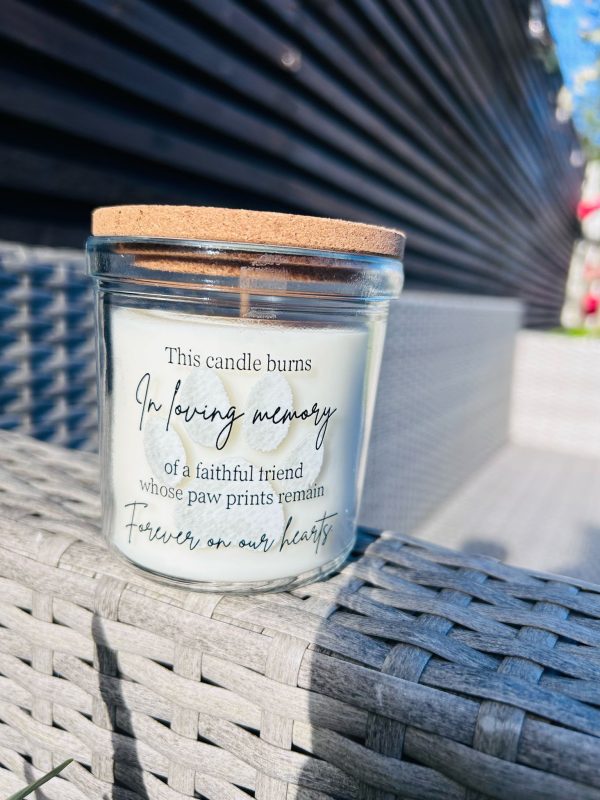 This candle burns
In loving memory
of a faithful friend
whose paw prints remain
Forever on our hearts